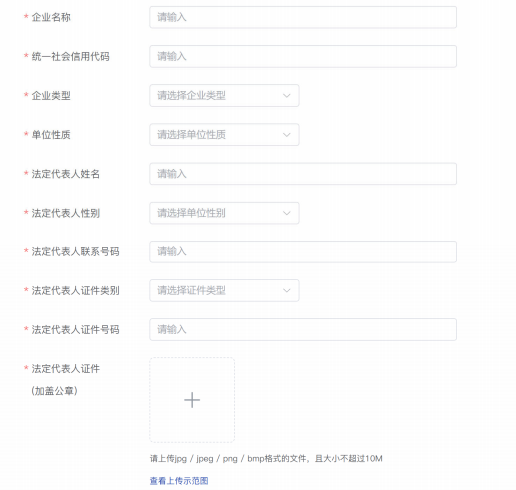 * 企业名称 请输入
* 统一社会信用代码 请输入
* 企业类型 请选择企业类型
* 单位性质 请选择单位性质
* 法定代表人姓名 请输入
* 法定代表人性别 请选择单位性别
* 法定代表人联系号码 请输入
* 法定代表人证件类别 请选择证件类型
* 法定代表人证件号码 请输入
* 法定代表人证件
(加盖公章)
请上传jpg / jpeg / png / bmp格式的文件，且大小不超过10M
查看上传示范图